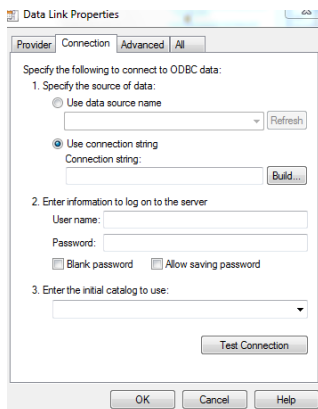 Data Link Properties
Provider Connection Advanced All
Specify the following to connect to ODBC data:
1. Specify the source of data:
Use data source name
Refresh
Use connection string
Connection string:
Build...
2. Enter information to log on to the server
User name:
Password:
Blank password Allow saving password
3. Enter the initial catalog to use:
Test Connection
OK Cancel Help